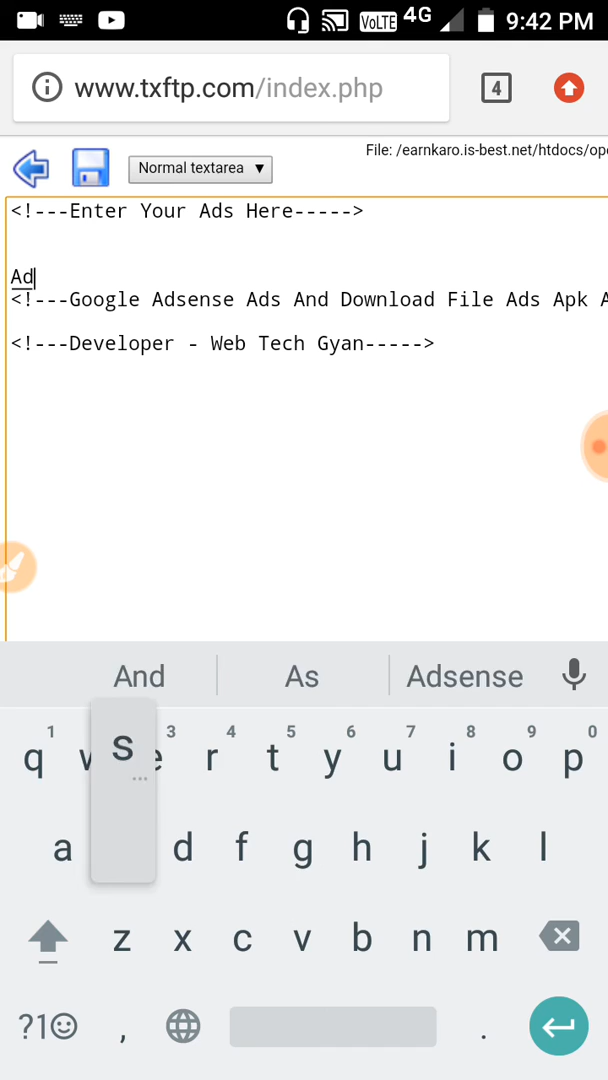 VoLTE 4G 9:42 PM
www.txftp.com/index.php 4
Normal textarea ▼ File: /earnkaro.is-best.net/htdocs/op
<!---Enter Your Ads Here----->
Ad
<!---Google Adsense Ads And Download File Ads Apk A
<!---Developer - Web Tech Gyan----->
And As Adsense
1 3 4 5 6 7 8 9 0
q w e r t y u i o p
a s d f g h j k l
z x c v b n m
?1☺ , .